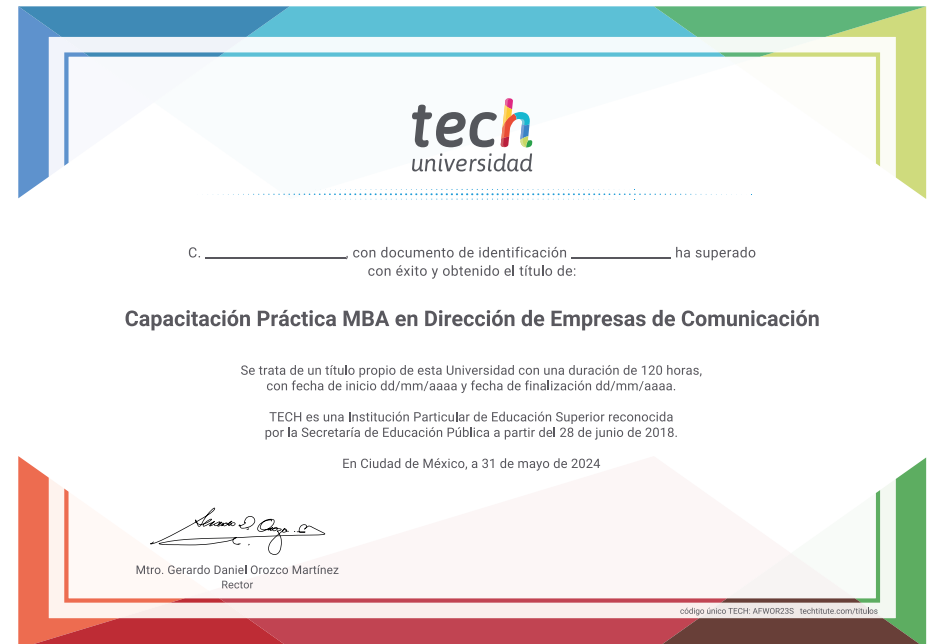 tech
universidad
C. ________________, con documento de identificación ___________ ha superado
con éxito y obtenido el título de:
Capacitación Práctica MBA en Dirección de Empresas de Comunicación
Se trata de un título propio de esta Universidad con una duración de 120 horas,
con fecha de inicio dd/mm/aaaa y fecha de finalización dd/mm/aaaa.
TECH es una Institución Particular de Educación Superior reconocida
por la Secretaría de Educación Pública a partir del 28 de junio de 2018.
En Ciudad de México, a 31 de mayo de 2024
Mtro. Gerardo Daniel Orozco Martínez
Rector
código único TECH: AFWOR23S techtitute.com/titulos